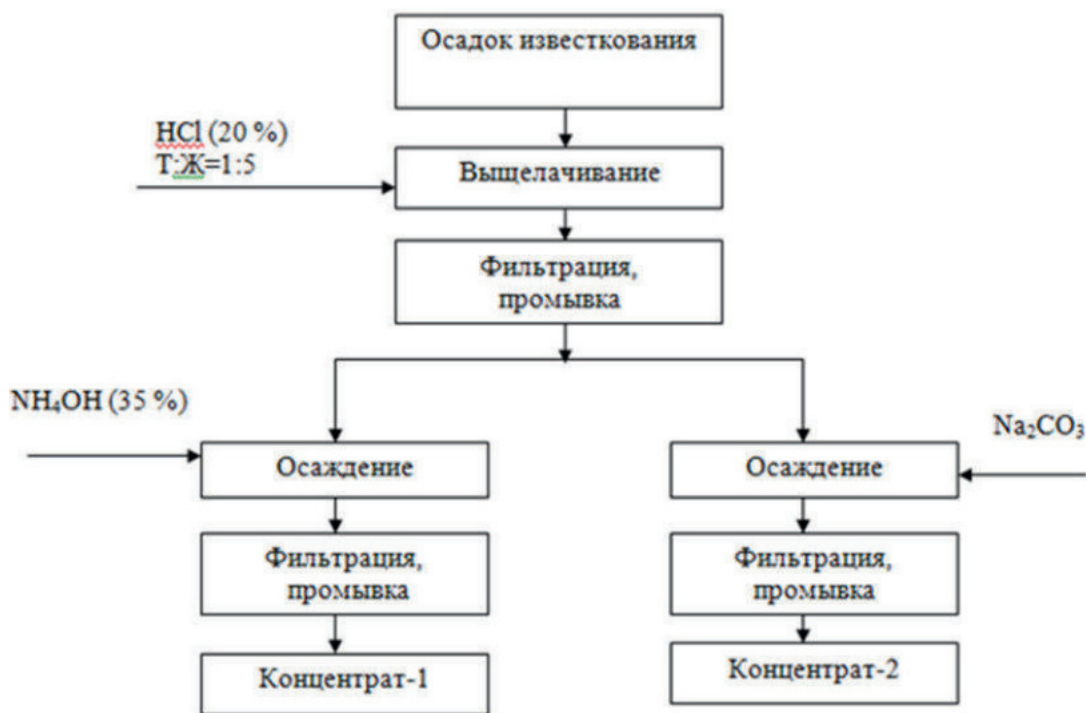 Осадок известкования
HCl (20 %)
Т:Ж=1:5
Выщелачивание
Фильтрация,
промывка
NH₄OH (35 %)
Na₂CO₃
Осаждение
Осаждение
Фильтрация,
промывка
Фильтрация,
промывка
Концентрат-1
Концентрат-2